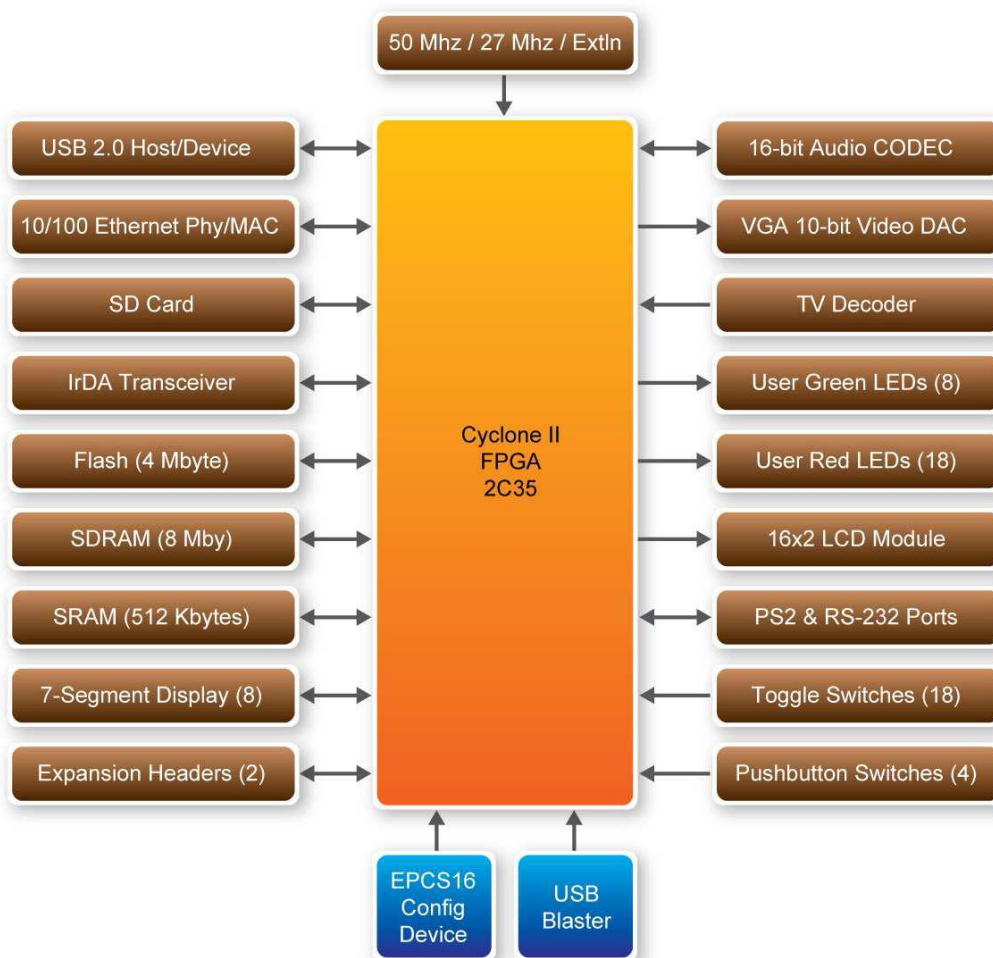 50 Mhz / 27 Mhz / ExtIn
USB 2.0 Host/Device
10/100 Ethernet Phy/MAC
SD Card
IrDA Transceiver
Flash (4 Mbyte)
SDRAM (8 Mby)
SRAM (512 Kbytes)
7-Segment Display (8)
Expansion Headers (2)
Cyclone II
FPGA
2C35
16-bit Audio CODEC
VGA 10-bit Video DAC
TV Decoder
User Green LEDs (8)
User Red LEDs (18)
16x2 LCD Module
PS2 & RS-232 Ports
Toggle Switches (18)
Pushbutton Switches (4)
EPCS16
Config
Device
USB
Blaster